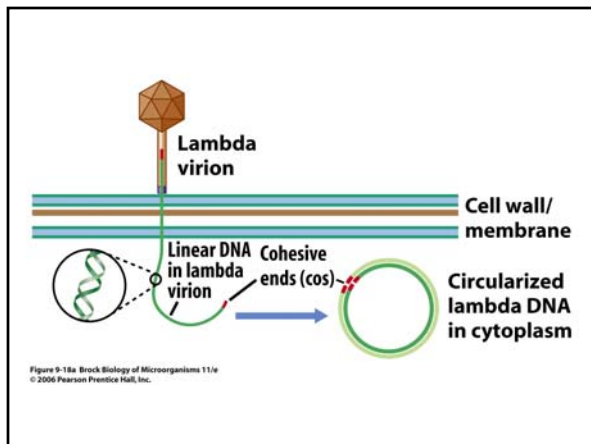 Lambda
virion
Cell wall/
membrane
Linear DNA
in lambda
virion
Cohesive
ends (cos)
Circularized
lambda DNA
in cytoplasm
Figure 9-18a Brock Biology of Microorganisms 11/e
© 2006 Pearson Prentice Hall, Inc.